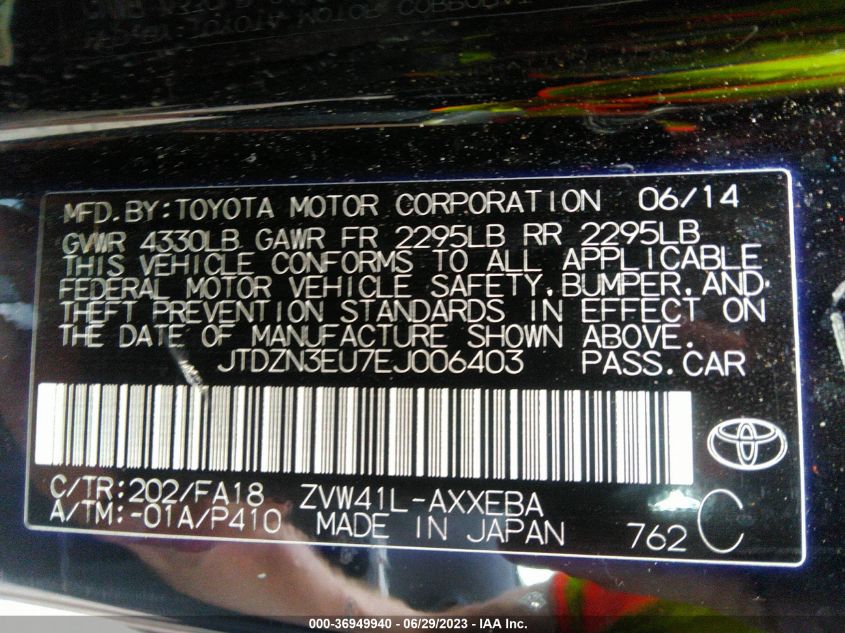 MFD.BY:TOYOTA MOTOR CORPORATION 06/14
GVWR 4330LB GAWR FR 2295LB RR 2295LB
THIS VEHICLE CONFORMS TO ALL APPLICABLE
FEDERAL MOTOR VEHICLE SAFETY,BUMPER,AND
THEFT PREVENTION STANDARDS IN EFFECT ON
THE DATE OF MANUFACTURE SHOWN ABOVE.
JTDZN3EU7EJ006403 PASS.CAR
C/TR:202/FA18 ZVW41L-AXXEBA
A/TM:-01A/P410 MADE IN JAPAN 762 C
000-36949940 - 06/29/2023 - IAA Inc.